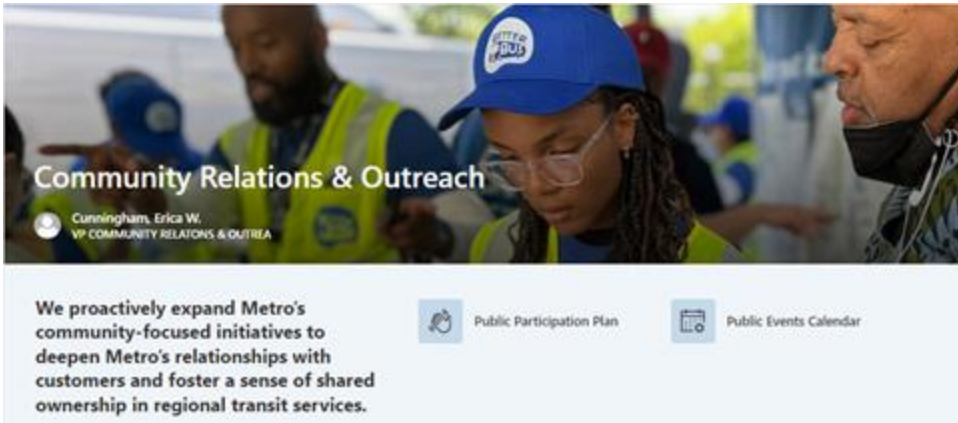 BETTER
BUS
Community Relations & Outreach
Cunningham, Erica W.
VP COMMUNITY RELATONS & OUTREA
We proactively expand Metro's
community-focused initiatives to
deepen Metro's relationships with
customers and foster a sense of shared
ownership in regional transit services.
Public Participation Plan
Public Events Calendar